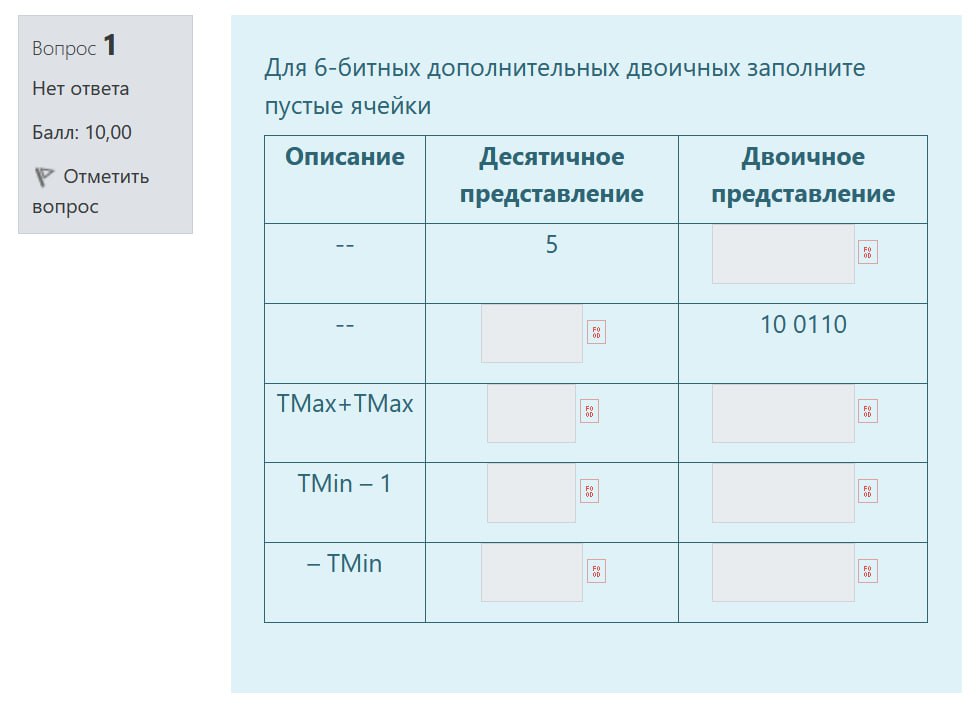 Вопрос 1
Нет ответа
Балл: 10,00
Отметить
вопрос
Для 6-битных дополнительных двоичных заполните
пустые ячейки
Описание Десятичное представление Двоичное представление
-- 5
-- 10 0110
TMax+TMax
TMin – 1
– TMin